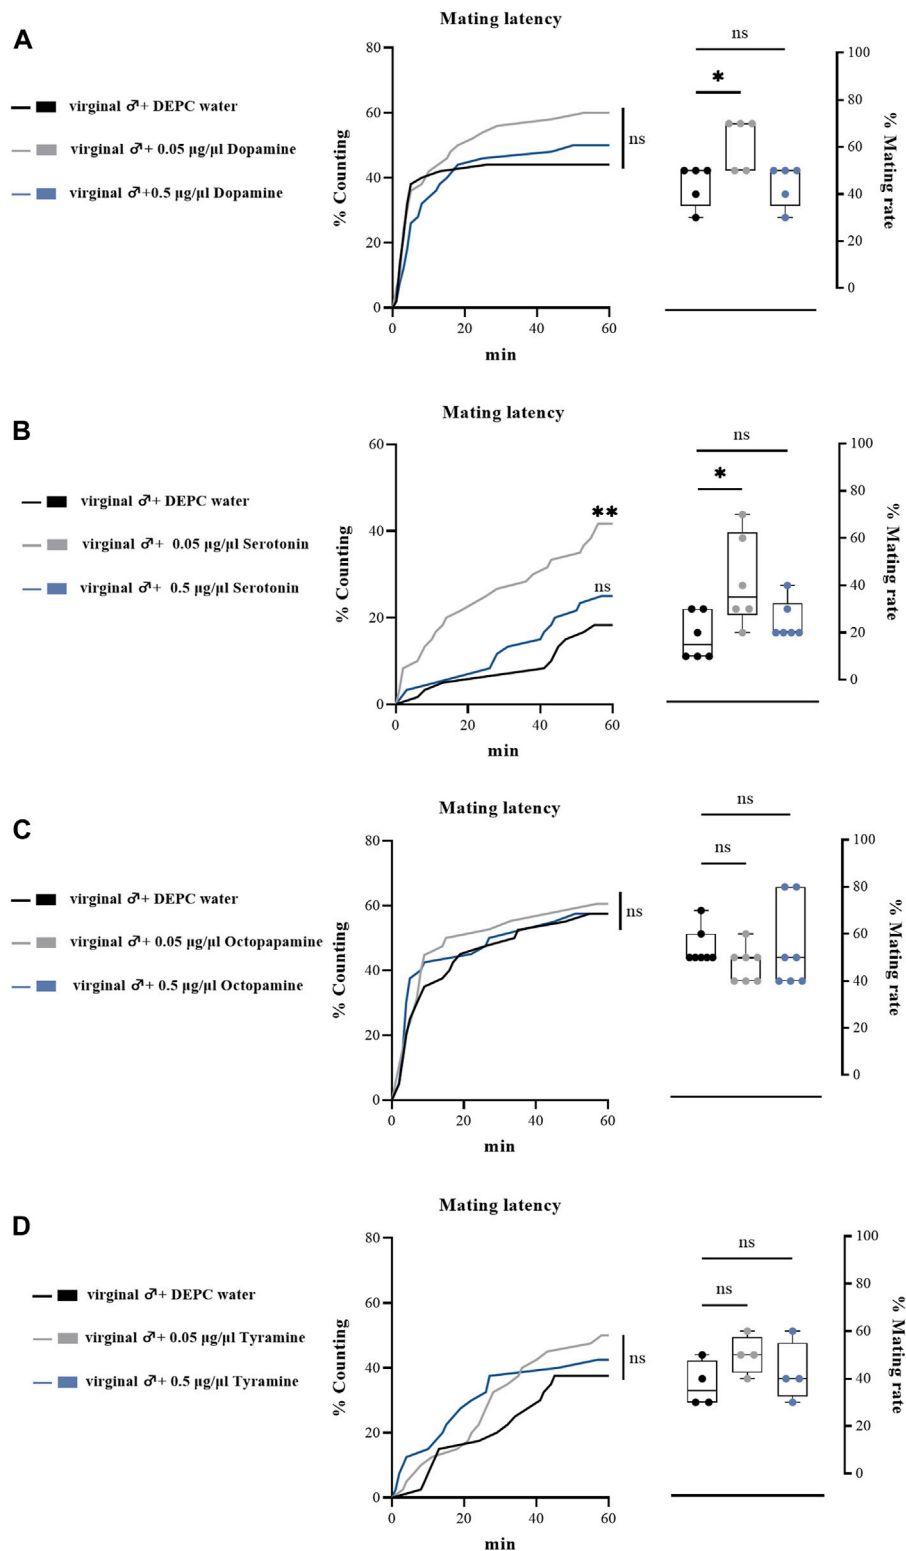 A
Mating latency
virginal ♂+ DEPC water
virginal ♂+ 0.05 μg/μl Dopamine
virginal ♂+0.5 μg/μl Dopamine
% Counting
80
60
40
20
0
0 20 40 60
min
ns
ns
*
100
80
60
40
20
0
% Mating rate
B
Mating latency
virginal ♂+ DEPC water
virginal ♂+ 0.05 μg/μl Serotonin
virginal ♂+ 0.5 μg/μl Serotonin
% Counting
60
40
20
0
0 20 40 60
min
**
ns
ns
*
100
80
60
40
20
0
% Mating rate
C
Mating latency
virginal ♂+ DEPC water
virginal ♂+ 0.05 μg/μl Octopapamine
virginal ♂+ 0.5 μg/μl Octopamine
% Counting
80
60
40
20
0
0 20 40 60
min
ns
ns
ns
100
80
60
40
20
0
% Mating rate
D
Mating latency
virginal ♂+ DEPC water
virginal ♂+ 0.05 μg/μl Tyramine
virginal ♂+ 0.5 μg/μl Tyramine
% Counting
80
60
40
20
0
0 20 40 60
min
ns
ns
ns
100
80
60
40
20
0
% Mating rate